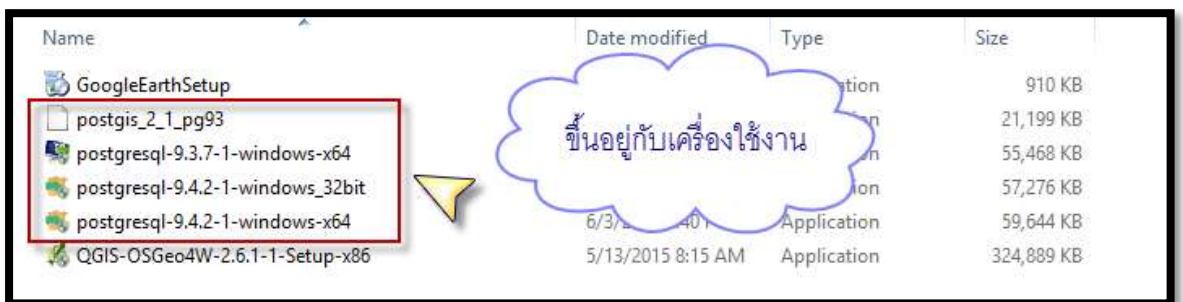 Name Date modified Type Size
GoogleEarthSetup 910 KB
postgis_2_1_pg93 21,199 KB
postgresql-9.3.7-1-windows-x64 55,468 KB
ขึ้นอยู่กับเครื่องใช้งาน
postgresql-9.4.2-1-windows_32bit 57,276 KB
postgresql-9.4.2-1-windows-x64 Application 59,644 KB
QGIS-OSGeo4W-2.6.1-1-Setup-x86 5/13/2015 8:15 AM Application 324,889 KB